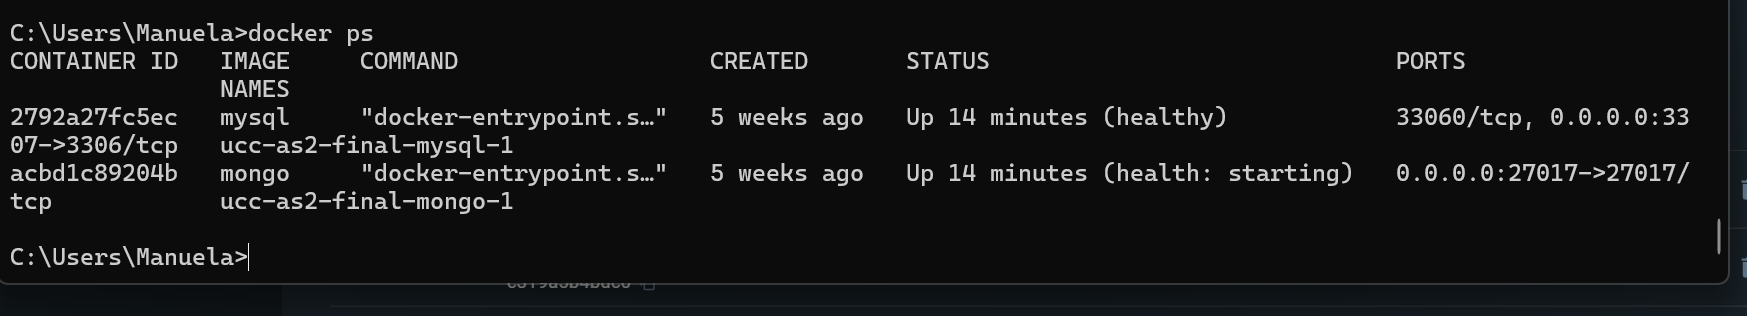 C:\Users\Manuela>docker ps
CONTAINER ID   IMAGE     COMMAND                  CREATED       STATUS                             PORTS
               NAMES
2792a27fc5ec   mysql     "docker-entrypoint.s…"   5 weeks ago   Up 14 minutes (healthy)            33060/tcp, 0.0.0.0:33
07->3306/tcp   ucc-as2-final-mysql-1
acbd1c89204b   mongo     "docker-entrypoint.s…"   5 weeks ago   Up 14 minutes (health: starting)   0.0.0.0:27017->27017/
tcp            ucc-as2-final-mongo-1
C:\Users\Manuela>